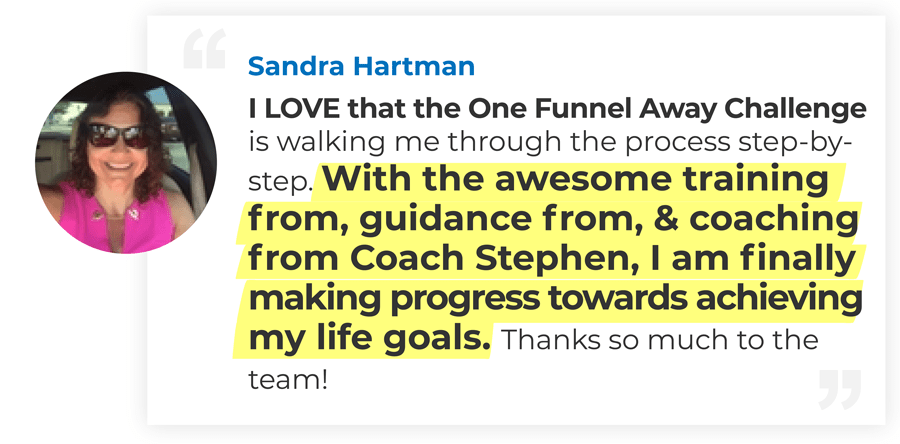 Sandra Hartman
I LOVE that the One Funnel Away Challenge
is walking me through the process step-by-
step. With the awesome training
from, guidance from, & coaching
from Coach Stephen, I am finally
making progress towards achieving
my life goals. Thanks so much to the
team!